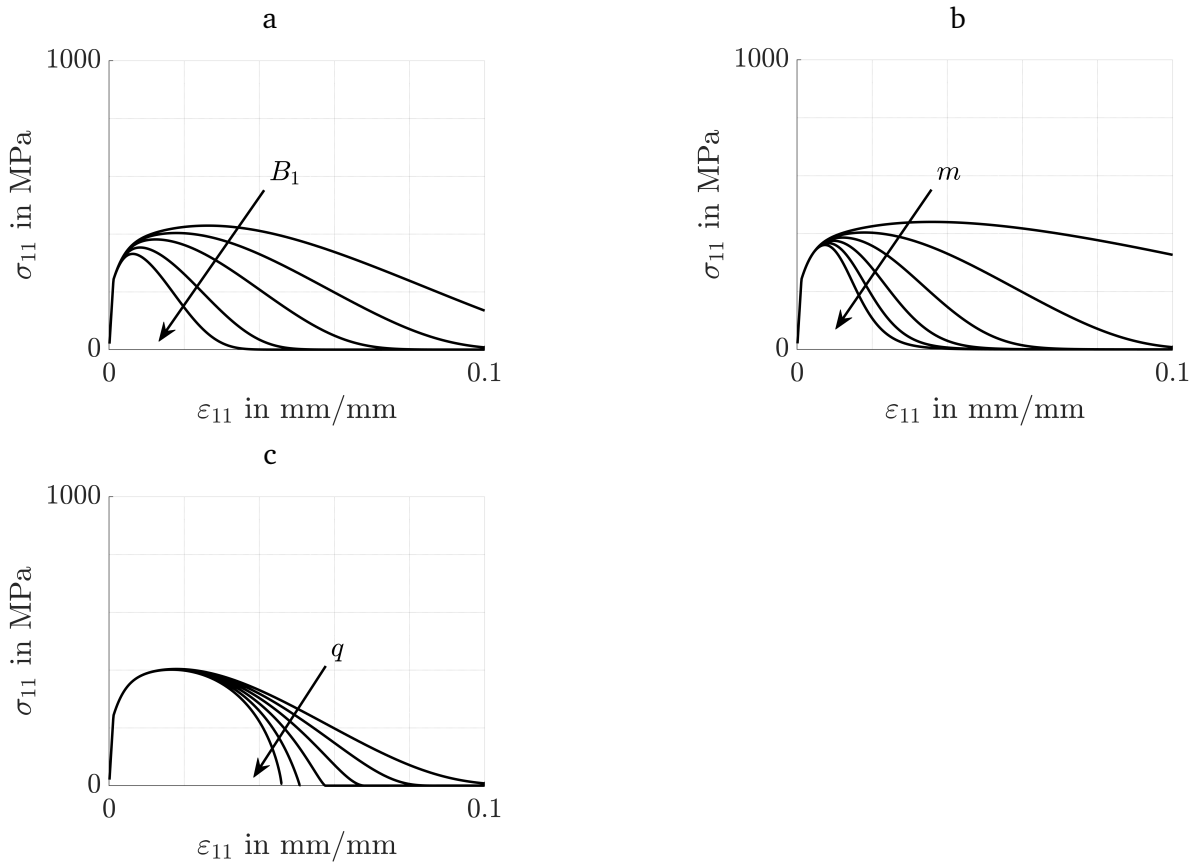 a
1000
B₁
σ₁₁ in MPa
0
0
0.1
ε₁₁ in mm/mm
b
1000
m
σ₁₁ in MPa
0
0
0.1
ε₁₁ in mm/mm
c
1000
q
σ₁₁ in MPa
0
0
0.1
ε₁₁ in mm/mm